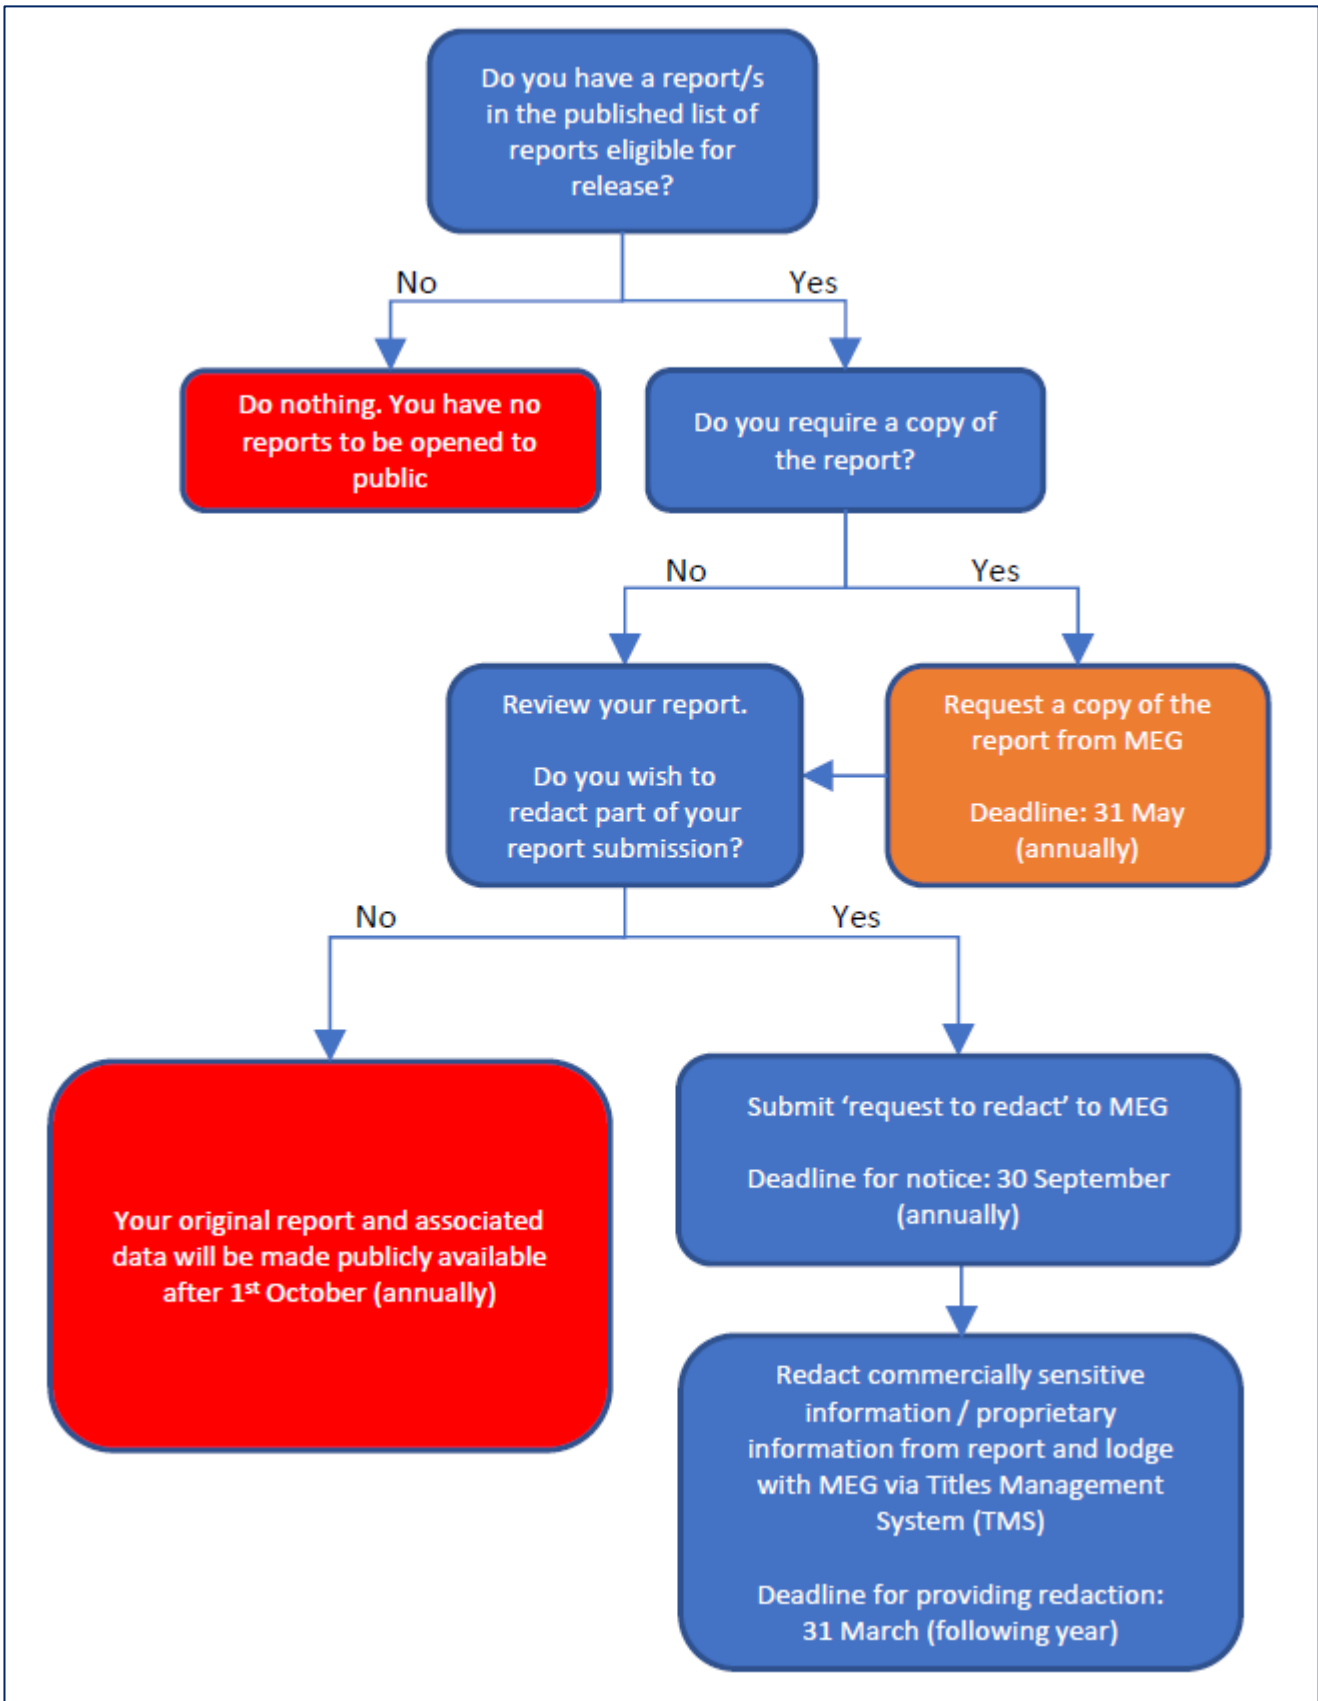 Do you have a report/s
in the published list of
reports eligible for
release?
No
Yes
Do nothing. You have no
reports to be opened to
public
Do you require a copy of
the report?
No
Yes
Review your report.
Do you wish to
redact part of your
report submission?
Request a copy of the
report from MEG
Deadline: 31 May
(annually)
No
Yes
Your original report and associated
data will be made publicly available
after 1st October (annually)
Submit ‘request to redact’ to MEG
Deadline for notice: 30 September
(annually)
Redact commercially sensitive
information / proprietary
information from report and lodge
with MEG via Titles Management
System (TMS)
Deadline for providing redaction:
31 March (following year)